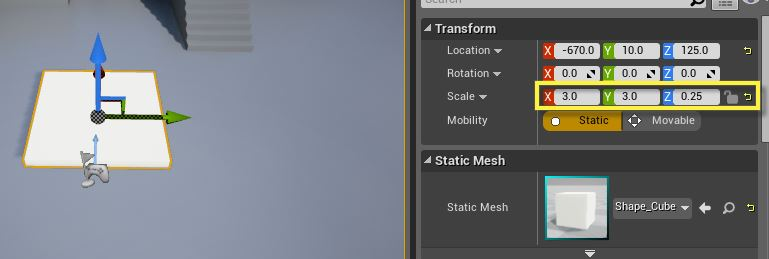 Search
Transform
Location X -670.0 Y 10.0 Z 125.0
Rotation X 0.0 Y 0.0 Z 0.0
Scale X 3.0 Y 3.0 Z 0.25
Mobility Static Movable
Static Mesh
Static Mesh Shape_Cube